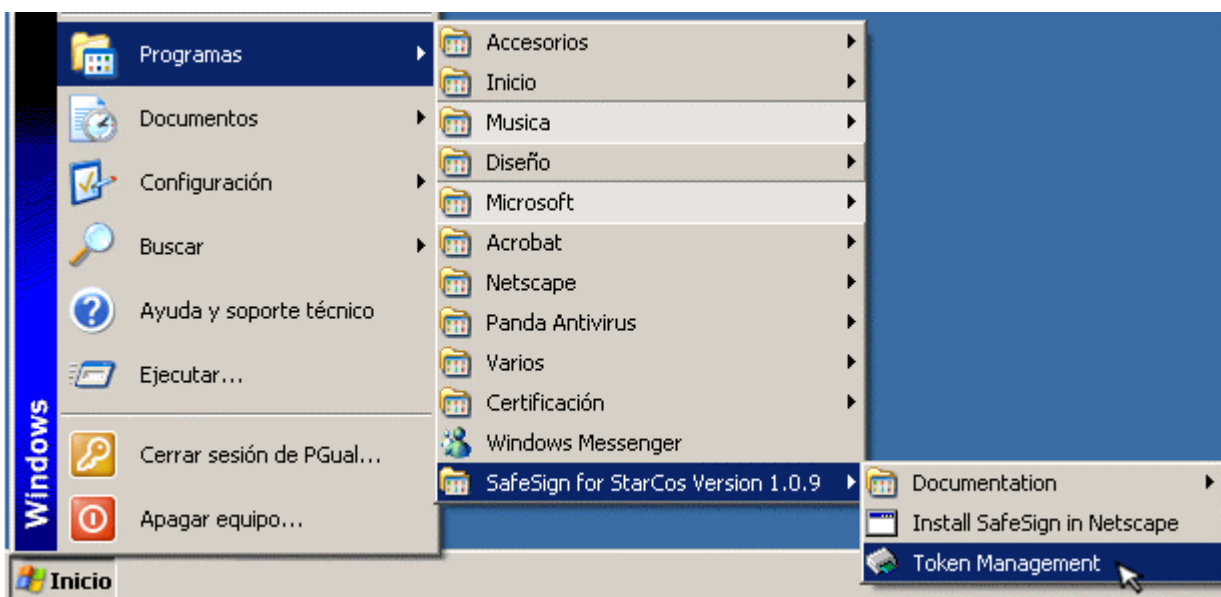 Programas
Documentos
Configuración
Buscar
Ayuda y soporte técnico
Ejecutar...
Cerrar sesión de PGual...
Apagar equipo...
Windows
Inicio
Accesorios
Inicio
Musica
Diseño
Microsoft
Acrobat
Netscape
Panda Antivirus
Varios
Certificación
Windows Messenger
SafeSign for StarCos Version 1.0.9
Documentation
Install SafeSign in Netscape
Token Management